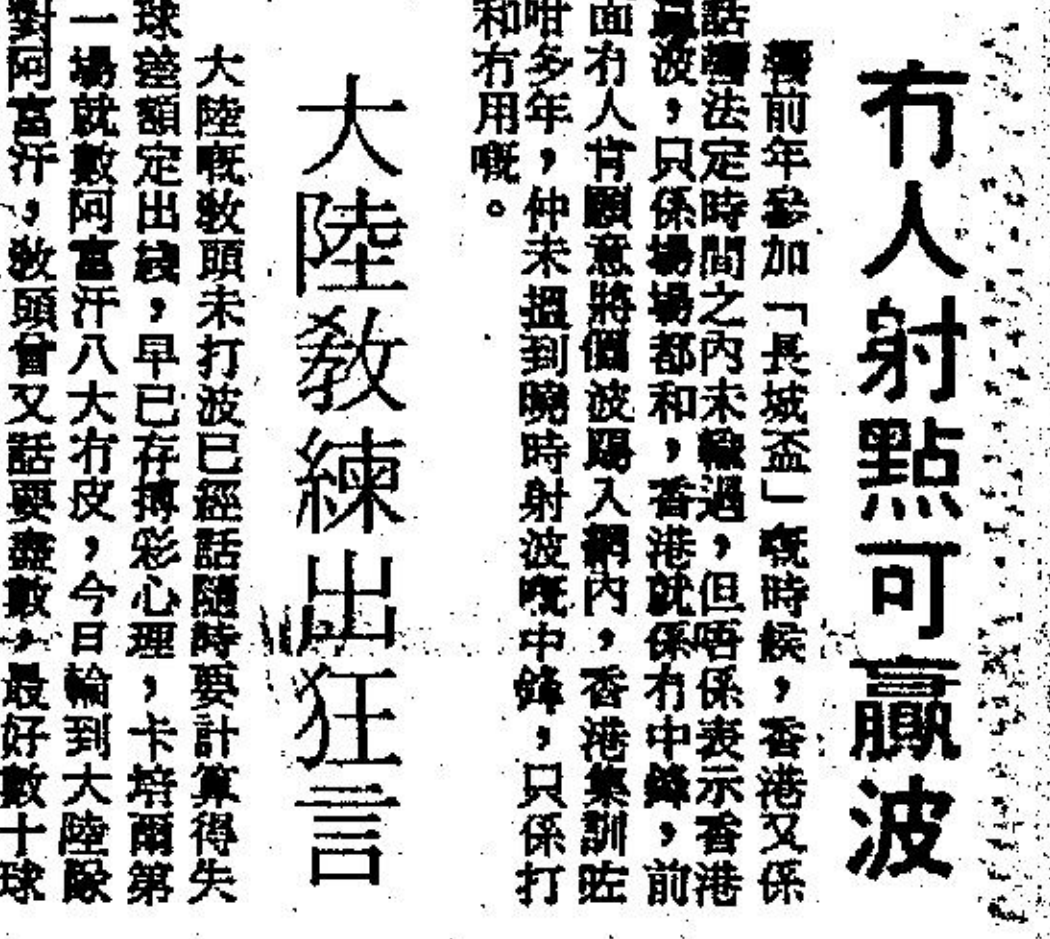 冇人射點可贏波
響前年參加「長城盃」嘅時候，香港又係
話響法定時間之內未輸過，但唔係表示香港
贏波，只係場場都和，香港就係冇中鋒，前
面冇人肯願意將個波踢入網內，香港集訓咗
咁多年，仲未搵到曉時射波嘅中鋒，只係打
和冇用嘅。
大陸敎練出狂言
大陸嘅敎頭未打波已經話隨時要計算得失
球差額定出綫，早已存搏彩心理，卡培爾第
一場就數阿富汗八大冇皮，今日輪到大陸隊
對阿富汗，敎頭曾又話要盡數，最好數十球